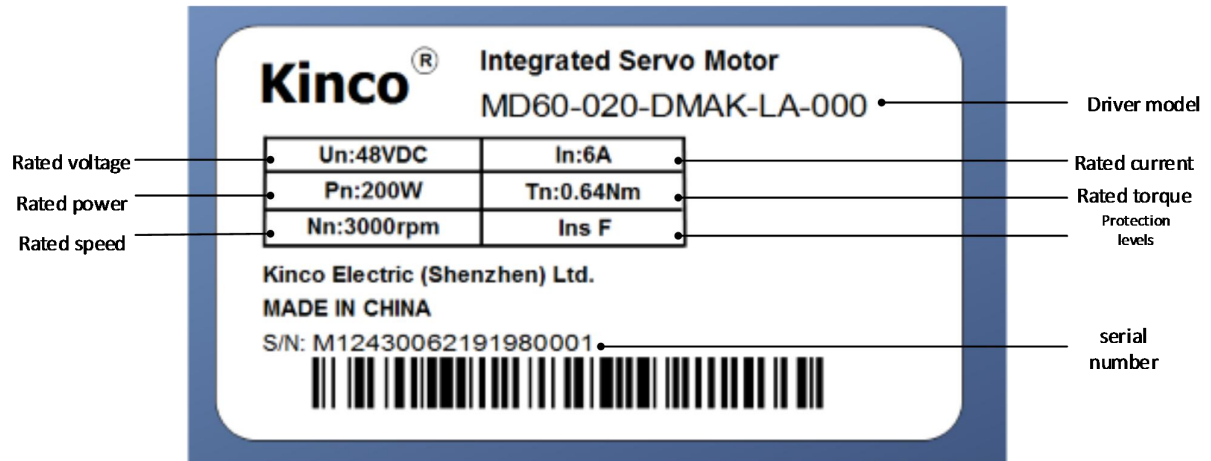 Kinco®
Integrated Servo Motor
MD60-020-DMAK-LA-000
Driver model
Rated voltage
Un:48VDC
In:6A
Rated current
Rated power
Pn:200W
Tn:0.64Nm
Rated torque
Rated speed
Nn:3000rpm
Ins F
Protection
levels
Kinco Electric (Shenzhen) Ltd.
MADE IN CHINA
S/N: M12430062191980001
serial
number